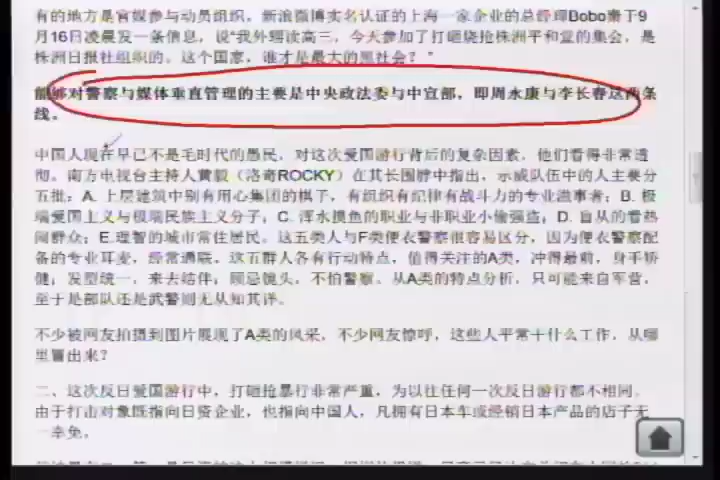 有的地方是官媒参与动员组织，新浪微博实名认证的上海一家企业的总经理Bobo秦于9
月16日凌晨发一条信息，说“我外甥读高三，今天参加了打砸烧抢株洲平和堂的集会，是
株洲日报社组织的。这个国家，谁才是最大的黑社会？”
能够对警察与媒体垂直管理的主要是中央政法委与中宣部，即周永康与李长春这两条
线。
中国人现在早已不是毛时代的愚民，对这次爱国游行背后的复杂因素，他们看得非常透
彻。南方电视台主持人黄毅（洛奇ROCKY）在其长围脖中指出，示威队伍中的人主要分
五批：A. 上层建筑中别有用心集团的棋子，有组织有纪律有战斗力的专业滋事者；B. 极
端爱国主义与极端民族主义分子；C. 浑水摸鱼的职业与非职业小偷强盗；D. 盲从的看热
闹群众；E.理智的城市常住居民。这五类人与F类便衣警察很容易区分，因为便衣警察配
备的专业耳麦，经常通联，这五群人各有行动特点，值得关注的A类，冲得最前，身手矫
健；发型统一，来去结伴；顾忌镜头，不怕警察。从A类的特点分析，只可能来自军营，
至于是部队还是武警则无从知其详。
不少被网友拍摄到图片展现了A类的风采，不少网友惊呼，这些人平常干什么工作，从哪
里冒出来？
二、这次反日爱国游行中，打砸抢暴行非常严重，为以往任何一次反日游行都不相同。
由于打击对象既指向日资企业，也指向中国人，凡拥有日本车或经销日本产品的店子无
一幸免。